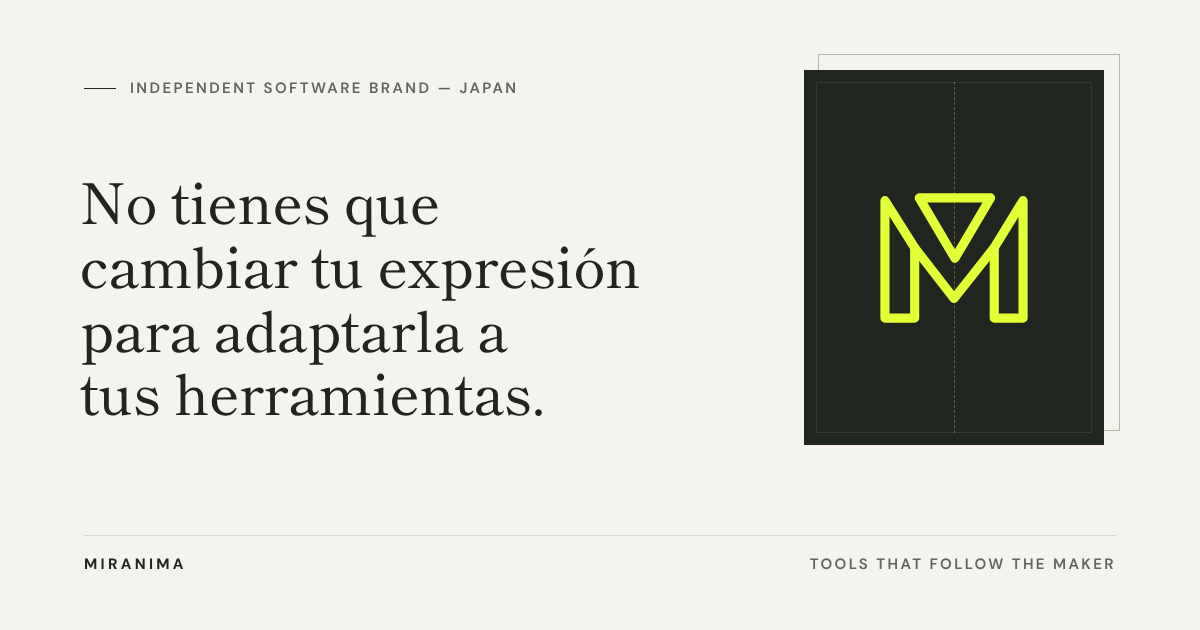 INDEPENDENT SOFTWARE BRAND — JAPAN
No tienes que
cambiar tu expresión
para adaptarla a
tus herramientas.
MIRANIMA
TOOLS THAT FOLLOW THE MAKER